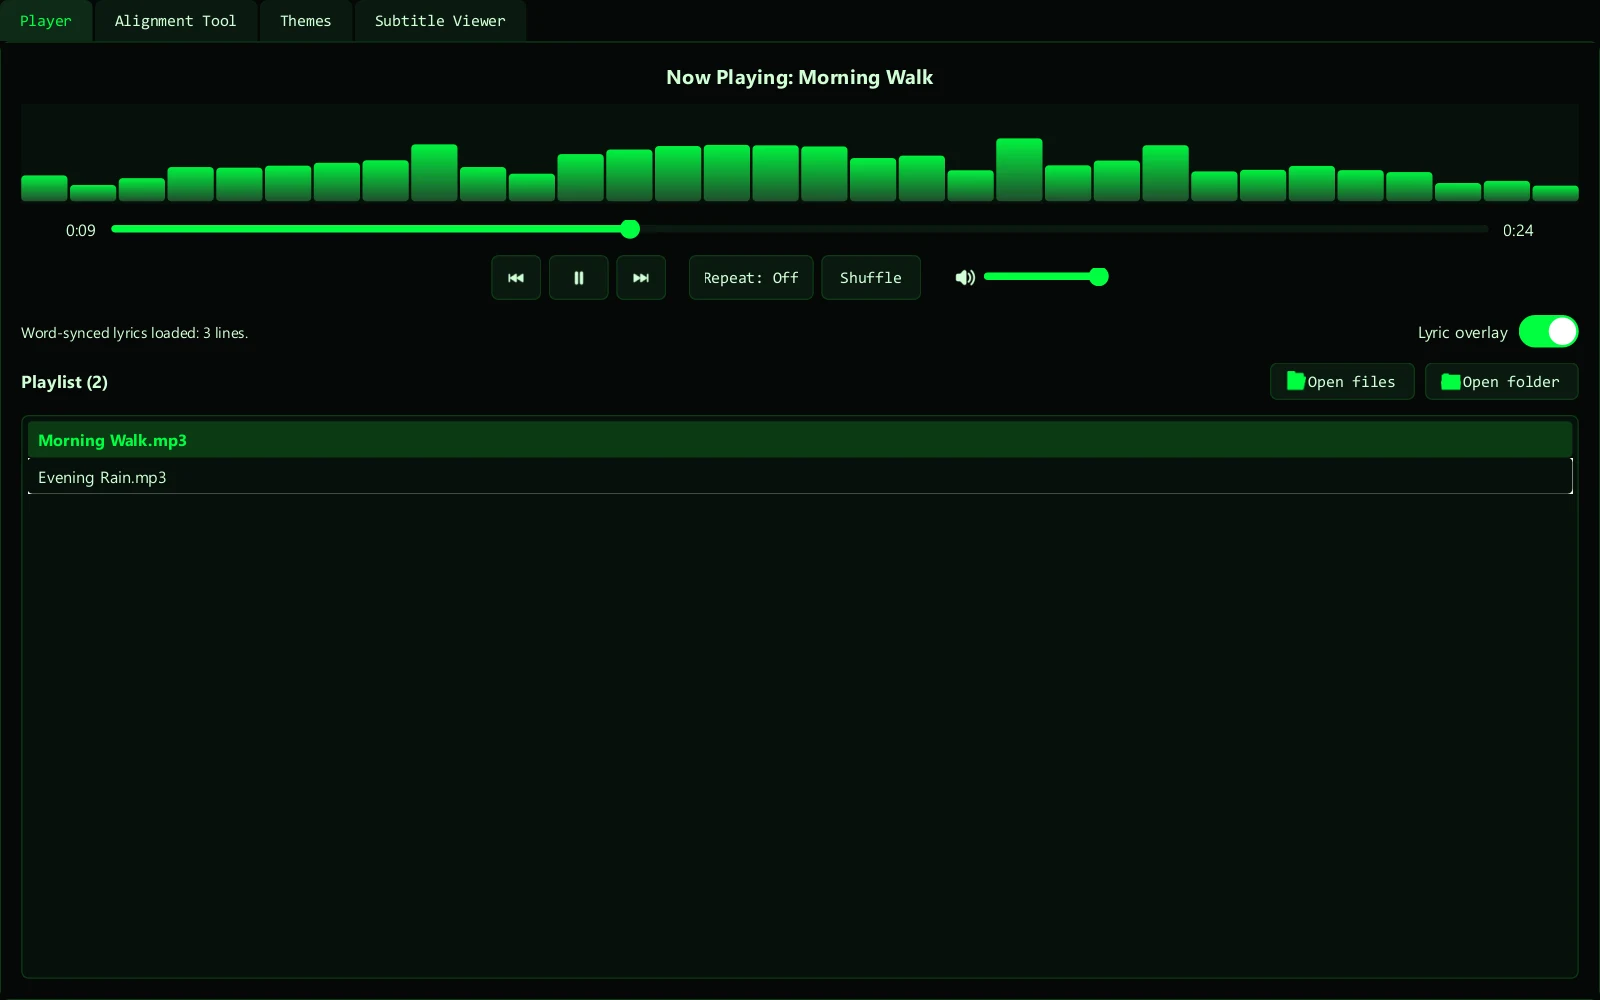 Player
Alignment Tool
Themes
Subtitle Viewer
Now Playing: Morning Walk
0:09
0:24
Repeat: Off
Shuffle
Word-synced lyrics loaded: 3 lines.
Lyric overlay
Playlist (2)
Open files
Open folder
Morning Walk.mp3
Evening Rain.mp3